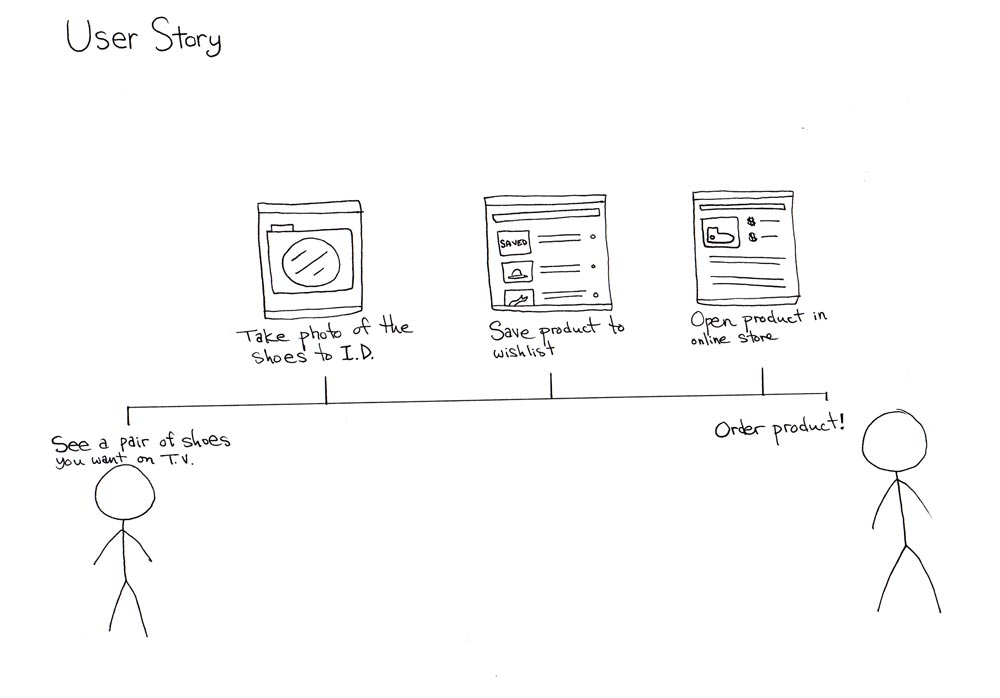 User Story
SAVED
$
$
Take photo of the
shoes to I.D.
Save product to
wishlist
Open product in
online store
See a pair of shoes
you want on T.V.
Order product!